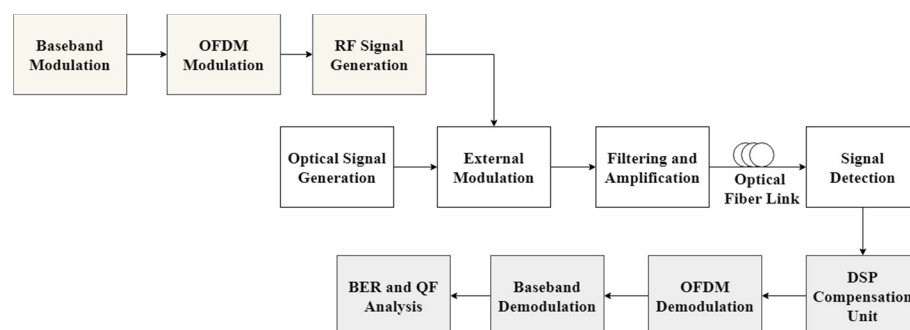 Baseband
Modulation
OFDM
Modulation
RF Signal
Generation
Optical Signal
Generation
External
Modulation
Filtering and
Amplification
Optical
Fiber Link
Signal
Detection
BER and QF
Analysis
Baseband
Demodulation
OFDM
Demodulation
DSP
Compensation
Unit